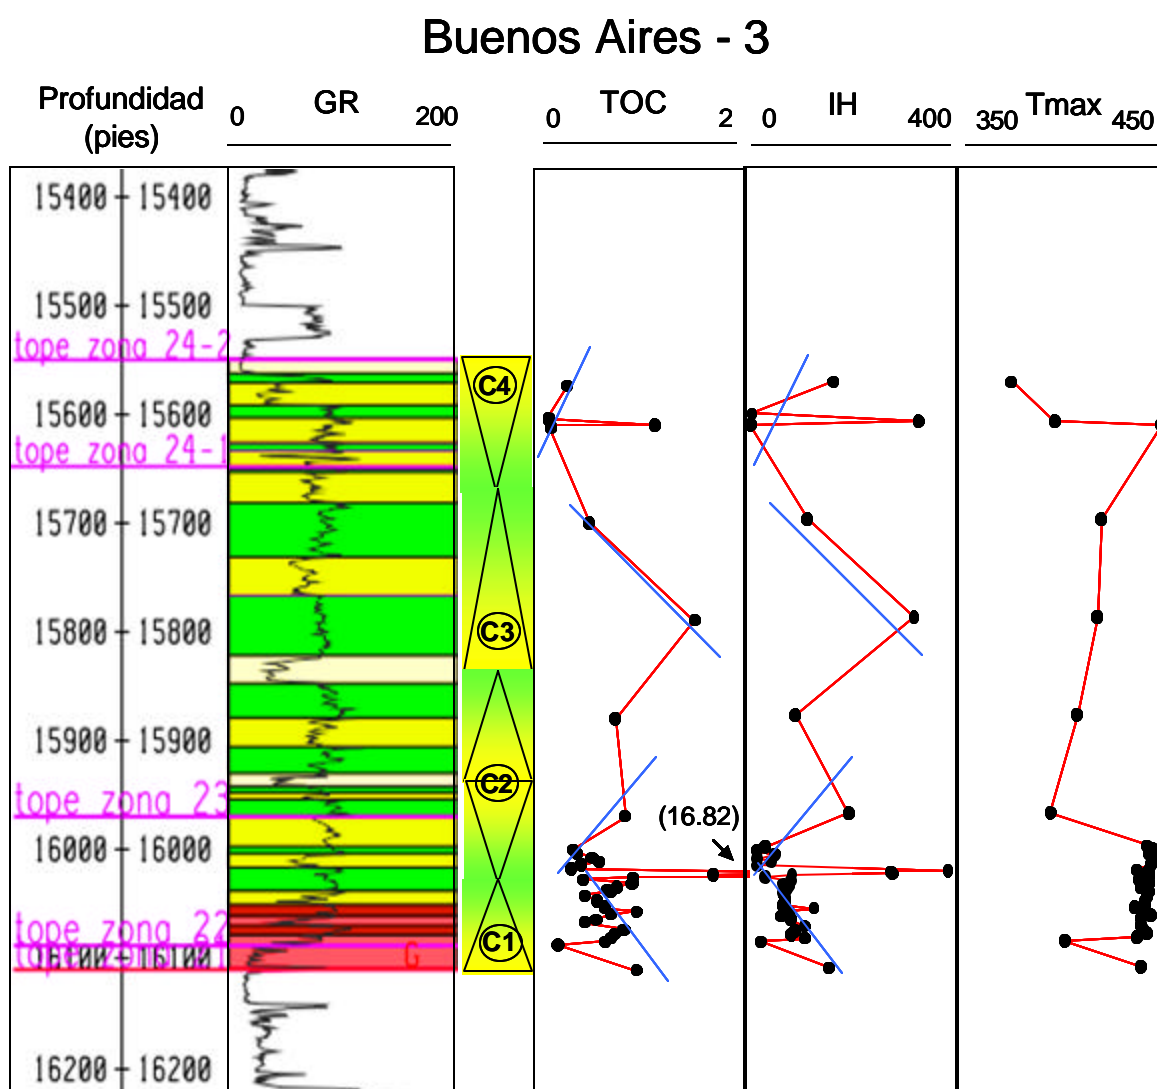 Buenos Aires - 3
Profundidad
(pies)
GR
0 200
TOC
0 2
IH
0 400
Tmax
350 450
15400 15400
15500 15500
tope zona 24-2
C4
15600 15600
tope zona 24-1
15700 15700
15800 15800
C3
15900 15900
C2
tope zona 23
(16.82)
16000 16000
tope zona 22
C1
16100 16100
G
16200 16200